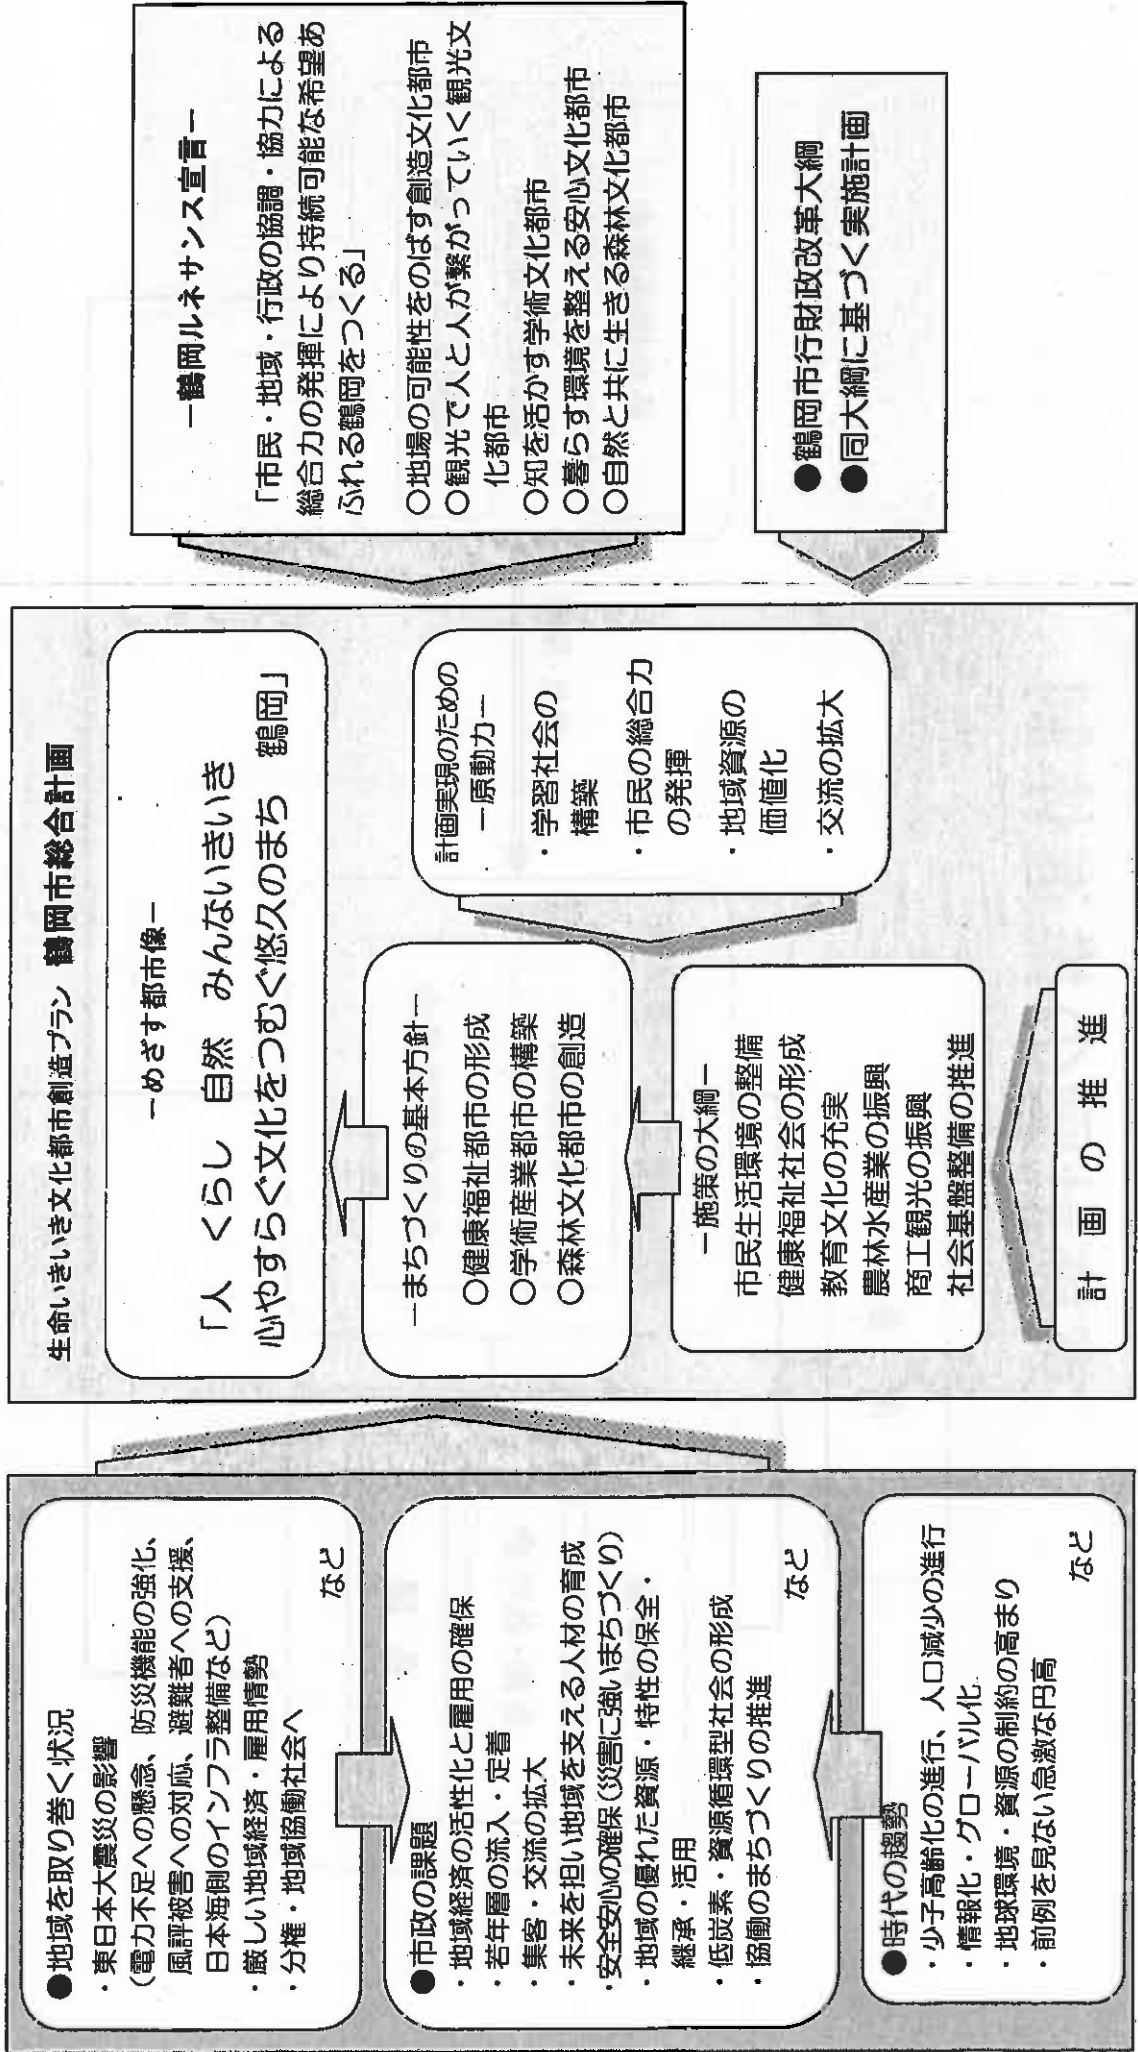 ●地域を取り巻く状況
・東日本大震災の影響
（電力不足への懸念、防災機能の強化、
風評被害への対応、避難者への支援、
日本海側のインフラ整備など）
・厳しい地域経済・雇用情勢
・分権・地域協働社会へ
など
●市政の課題
・地域経済の活性化と雇用の確保
・若年層の流入・定着
・集客・交流の拡大
・未来を担い地域を支える人材の育成
・安全安心の確保（災害に強いまちづくり）
・地域の優れた資源・特性の保全・
継承・活用
・低炭素・資源循環型社会の形成
・協働のまちづくりの推進
など
●時代の趨勢
・少子高齢化の進行、人口減少の進行
・情報化・グローバル化
・地球環境・資源の制約の高まり
・前例を見ない急激な円高
など
生命いきいき文化都市創造プラン 鶴岡市総合計画
－めざす都市像－
「人 くらし 自然 みんないきいき
心やすらぐ文化をつむぐ悠久のまち 鶴岡」
－まちづくりの基本方針－
○健康福祉都市の形成
○学術産業都市の構築
○森林文化都市の創造
－施策の大綱－
市民生活環境の整備
健康福祉社会の形成
教育文化の充実
農林水産業の振興
商工観光の振興
社会基盤整備の推進
計画の推進
計画実現のための
－原動力－
・学習社会の
構築
・市民の総合力
の発揮
・地域資源の
価値化
・交流の拡大
－鶴岡ルネサンス宣言－
「市民・地域・行政の協調・協力による
総合力の発揮により持続可能な希望あ
ふれる鶴岡をつくる」
○地場の可能性をのばす創造文化都市
○観光で人と人が繋がっていく観光文
化都市
○知を活かす学術文化都市
○暮らす環境を整える安心文化都市
○自然と共に生きる森林文化都市
●鶴岡市行財政改革大綱
●同大綱に基づく実施計画